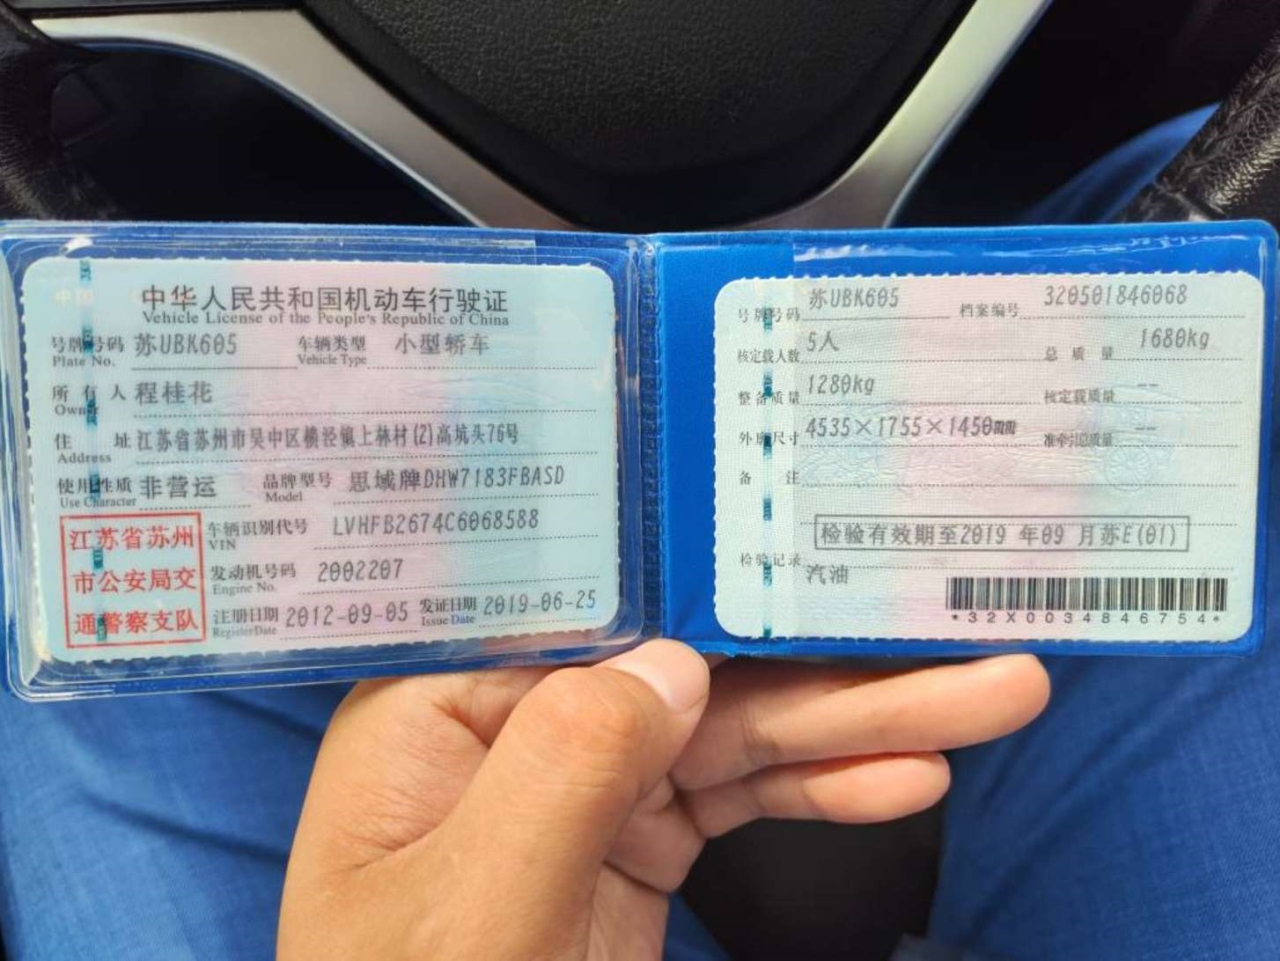 中华人民共和国机动车行驶证
Vehicle License of the People's Republic of China
号牌号码 苏UBK605 车辆类型 小型轿车
Plate No. Vehicle Type
所有人 程桂花
Owner
住址 江苏省苏州市吴中区横泾镇上林村(2)高坑头76号
Address
使用性质 非营运 品牌型号 思域牌DHW7183FBASD
Use Character Model
江苏省苏州
市公安局交
通警察支队
车辆识别代号 LVHFB2674C6068588
VIN
发动机号码 2002207
Engine No.
注册日期 2012-09-05 发证日期 2019-06-25
Register Date Issue Date
号牌号码 苏UBK605 档案编号 320501846068
核定载人数 5人 总质量 1680kg
整备质量 1280kg 核定载质量 --
外廓尺寸 4535×1755×1450mm 准牵引总质量 --
备注
检验有效期至2019 年09 月苏E(01)
检验记录
汽油
*32X0034846754*